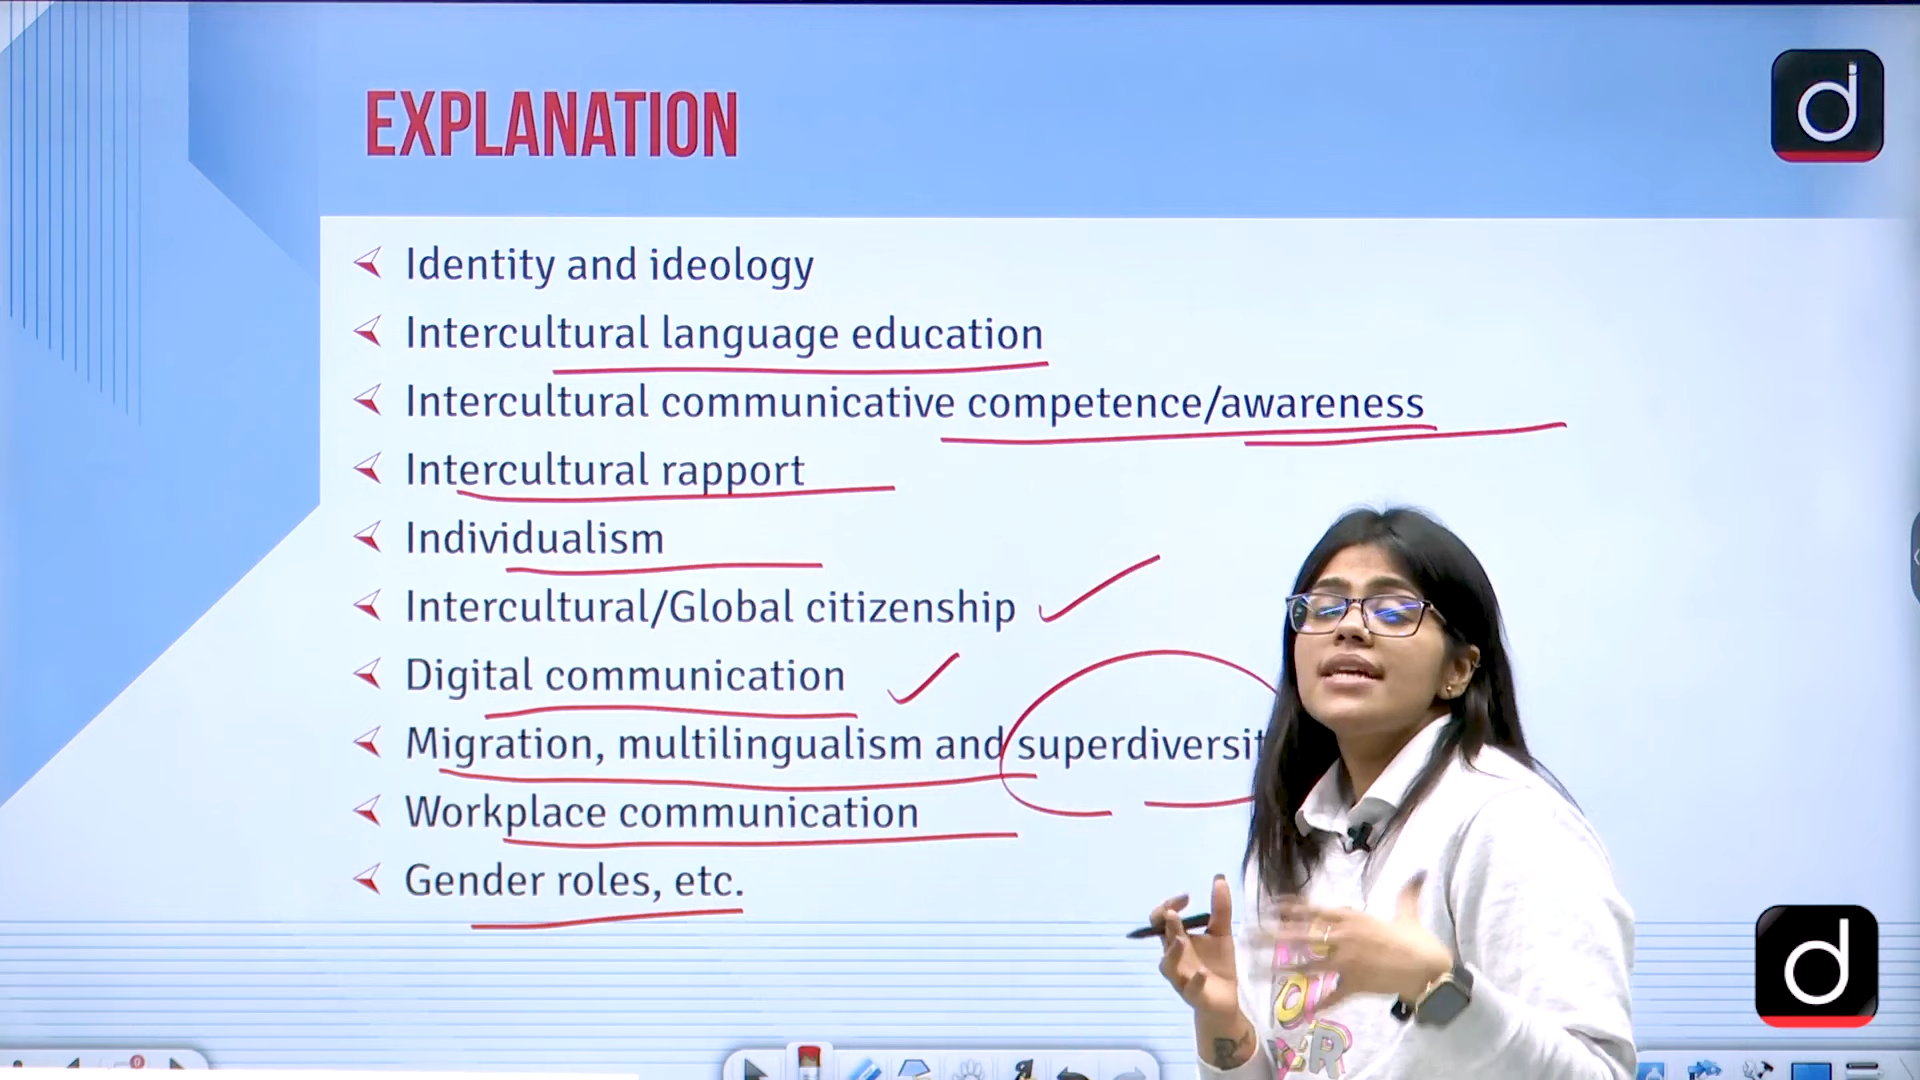 EXPLANATION
Identity and ideology
Intercultural language education
Intercultural communicative competence/awareness
Intercultural rapport
Individualism
Intercultural/Global citizenship
Digital communication
Migration, multilingualism and superdiversit
Workplace communication
Gender roles, etc.
d
d